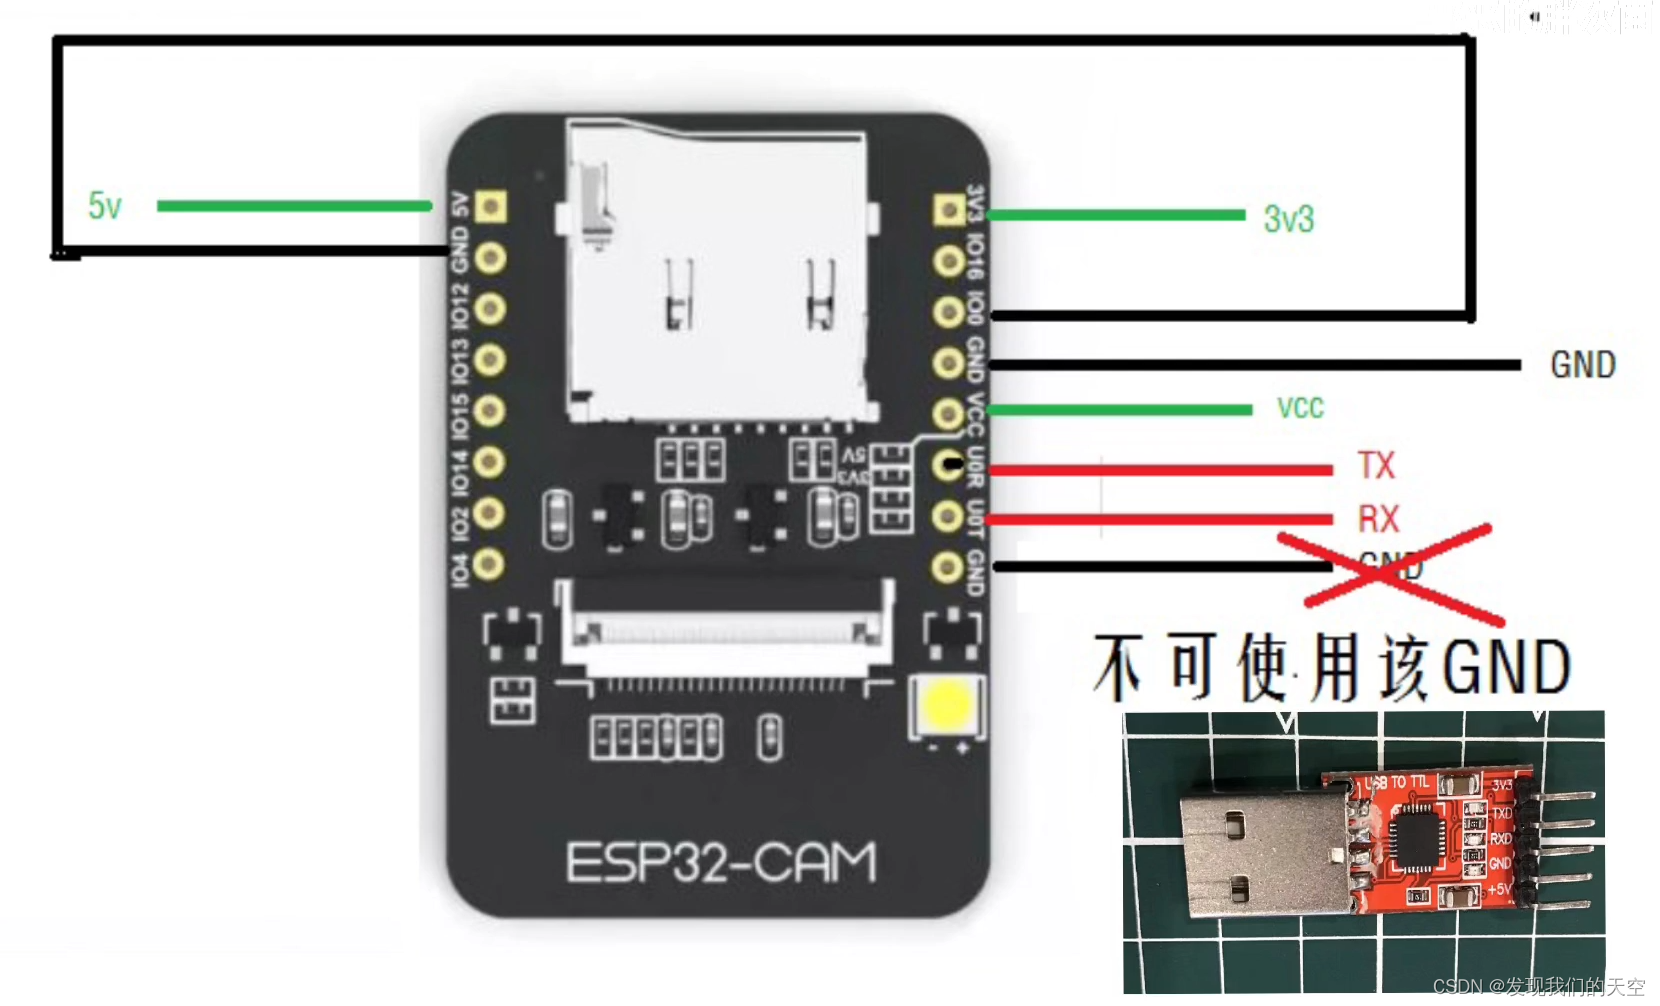 5v
5V
GND
IO12
IO13
IO15
IO14
IO2
IO4
3V3
IO16
IO0
GND
VCC
U0R
U0T
GND
3v3
GND
vcc
TX
RX
GND
5V
3V3
- +
ESP32-CAM
不可使用该GND
USB TO TTL
3V3
TXD
RXD
GND
+5V
CSDN @发现我们的天空